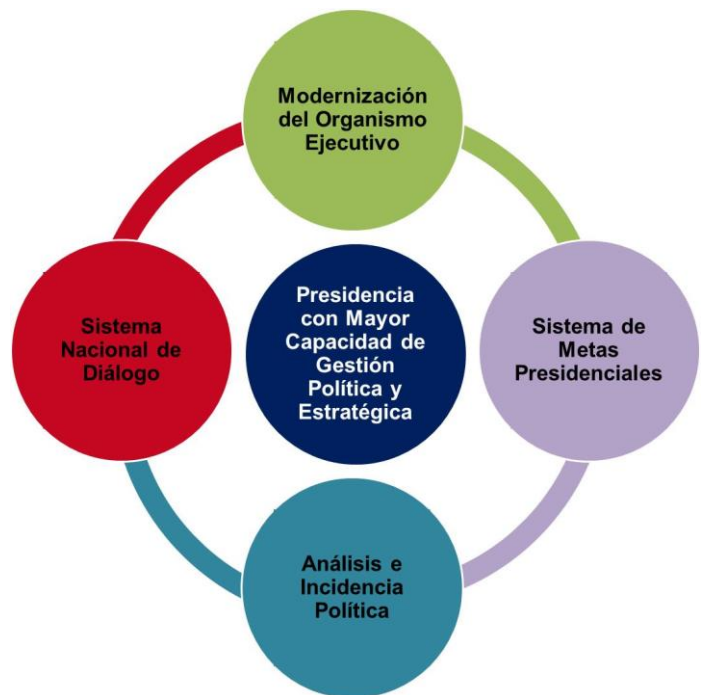 Modernización
del Organismo
Ejecutivo
Sistema
Nacional de
Diálogo
Presidencia
con Mayor
Capacidad de
Gestión
Política y
Estratégica
Sistema de
Metas
Presidenciales
Análisis e
Incidencia
Política